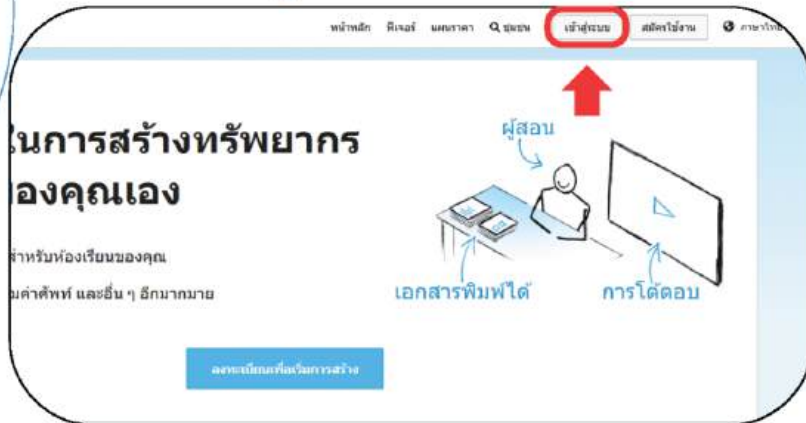 หน้าหลัก ฟีเจอร์ แผนราคา ชุมชน เข้าสู่ระบบ สมัครใช้งาน ภาษาไทย
ในการสร้างทรัพยากร
ของคุณเอง
สำหรับห้องเรียนของคุณ
มคำศัพท์ และอื่น ๆ อีกมากมาย
ผู้สอน
เอกสารพิมพ์ได้ การโต้ตอบ
ลงทะเบียนเพื่อเริ่มการสร้าง